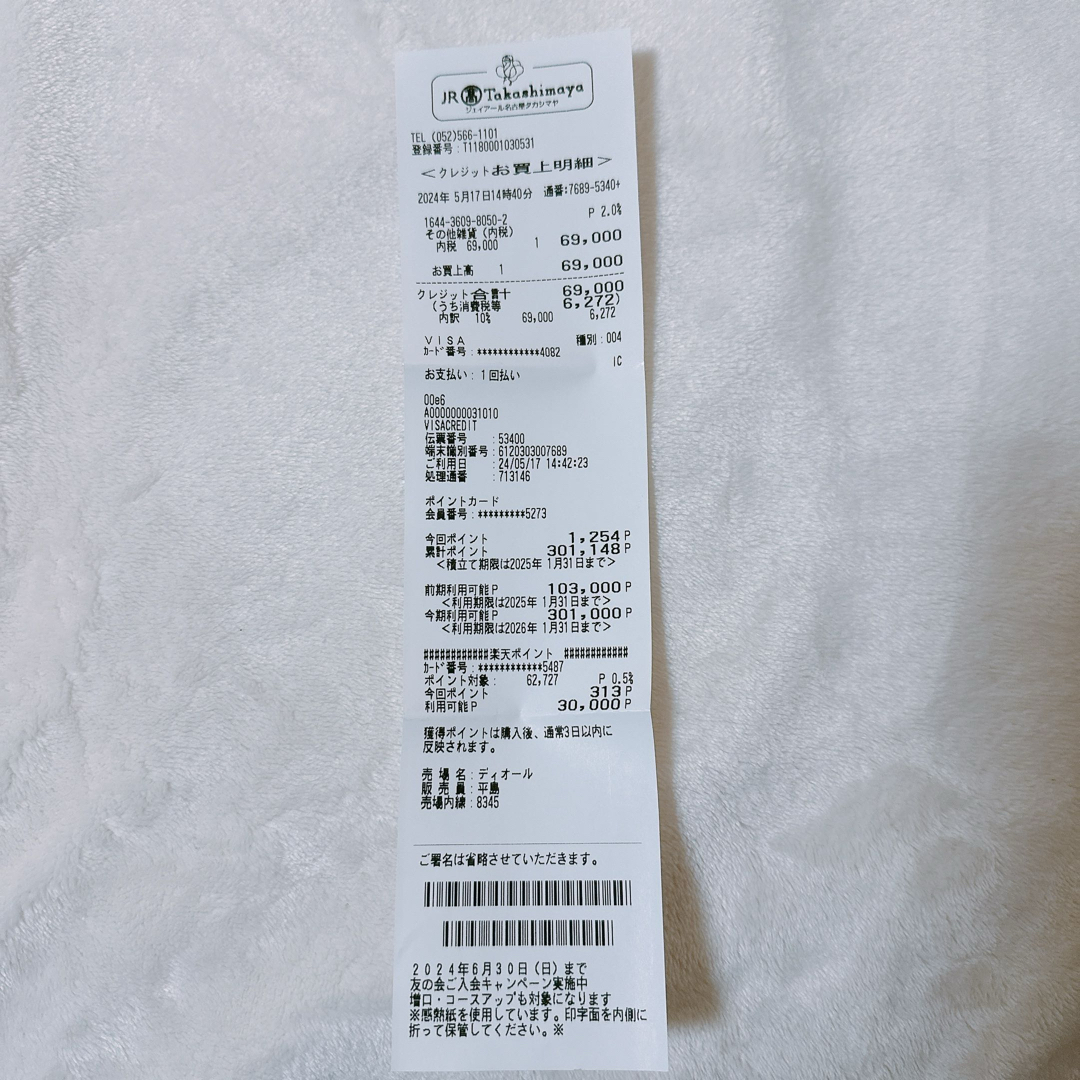 JR 髙 Takashimaya
ジェイアール名古屋タカシマヤ
TEL (052)566-1101
登録番号：T1180001030531
＜クレジットお買上明細＞
2024年 5月17日14時40分 通番:7689-5340+
P 2.0%
1644-3609-8050-2
その他雑貨（内税）
内税 69,000 1 69,000
お買上高 1 69,000
クレジット合計 69,000
（うち消費税等 6,272）
内訳 10% 69,000 6,272
ＶＩＳＡ 種別：004
ｶｰﾄﾞ番号：************4082
IC
お支払い：１回払い
00e6
A0000000031010
VISACREDIT
伝票番号 ：53400
端末識別番号：6120303007689
ご利用日 ：24/05/17 14:42:23
処理通番 ：713146
ポイントカード
会員番号：*********5273
今回ポイント 1,254P
累計ポイント 301,148P
＜積立て期限は2025年 1月31日まで＞
前期利用可能Ｐ 103,000P
＜利用期限は2025年 1月31日まで＞
今期利用可能Ｐ 301,000P
＜利用期限は2026年 1月31日まで＞
############楽天ポイント ############
ｶｰﾄﾞ番号：************5487
ポイント対象： 62,727 P 0.5%
今回ポイント 313P
利用可能Ｐ 30,000P
獲得ポイントは購入後、通常3日以内に
反映されます。
売 場 名：ディオール
販 売 員：平島
売場内線：8345
ご署名は省略させていただきます。
２０２４年６月３０日（日）まで
友の会ご入会キャンペーン実施中
増口・コースアップも対象になります
※感熱紙を使用しています。印字面を内側に
折って保管してください。※